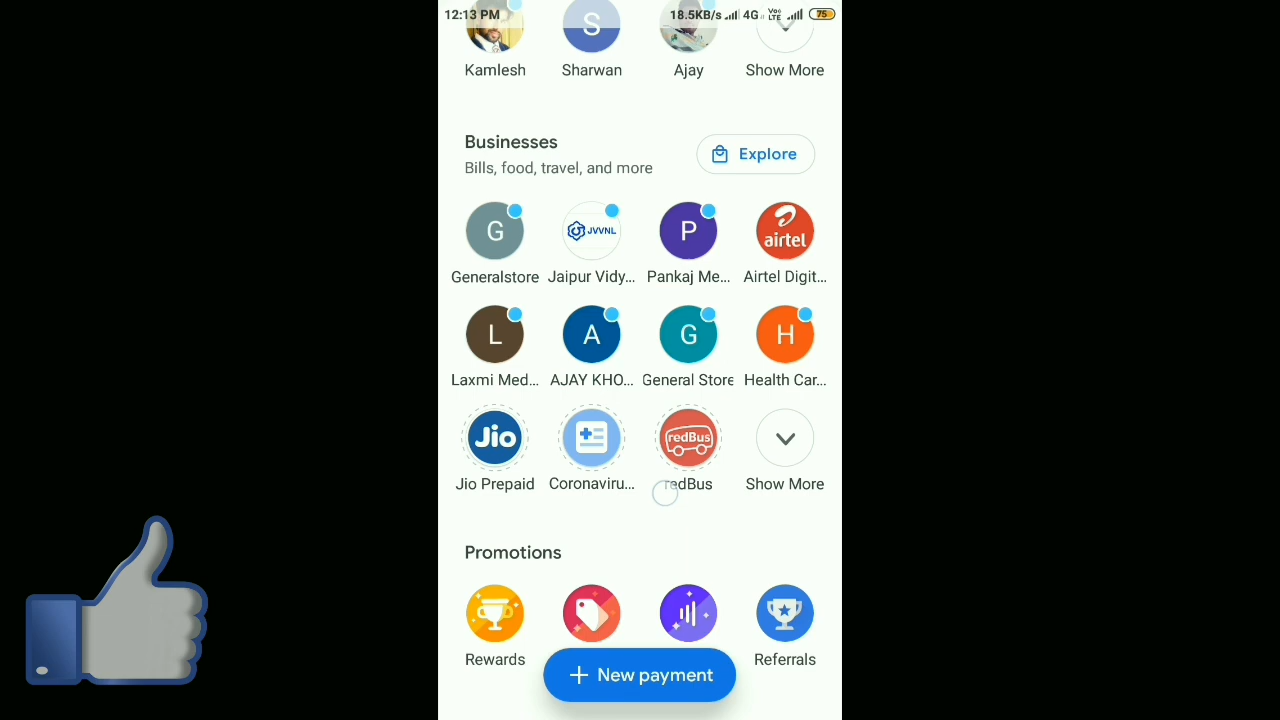 12:13 PM 18.5KB/s 4G Vo) LTE 75
S
Kamlesh Sharwan Ajay Show More
Businesses
Bills, food, travel, and more
Explore
G JVVNL P airtel
Generalstore Jaipur Vidy... Pankaj Me... Airtel Digit...
L A G H
Laxmi Med... AJAY KHO... General Store Health Car...
Jio redBus
Jio Prepaid Coronaviru... redBus Show More
Promotions
Rewards Referrals
+ New payment